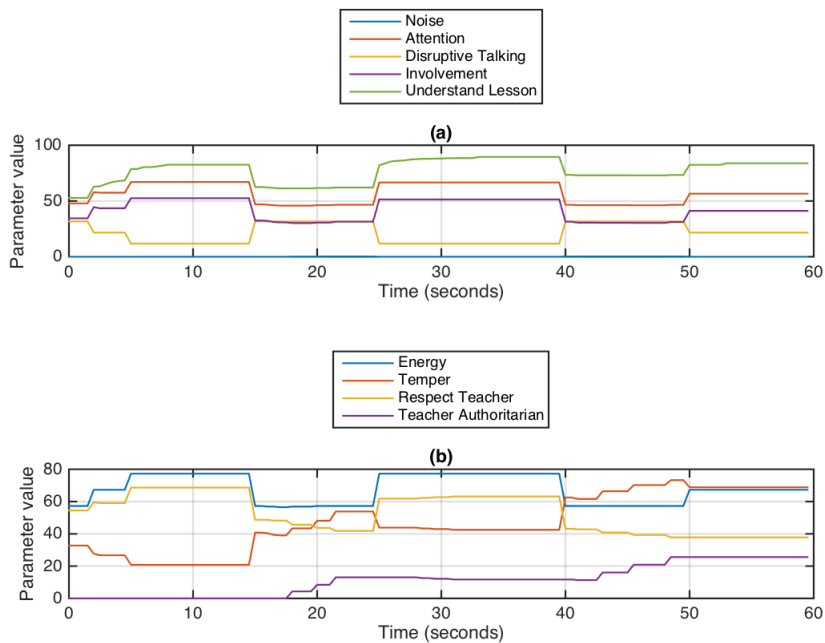 Noise
Attention
Disruptive Talking
Involvement
Understand Lesson
(a)
100
50
0
Parameter value
0 10 20 30 40 50 60
Time (seconds)
Energy
Temper
Respect Teacher
Teacher Authoritarian
(b)
80
60
40
20
0
Parameter value
0 10 20 30 40 50 60
Time (seconds)